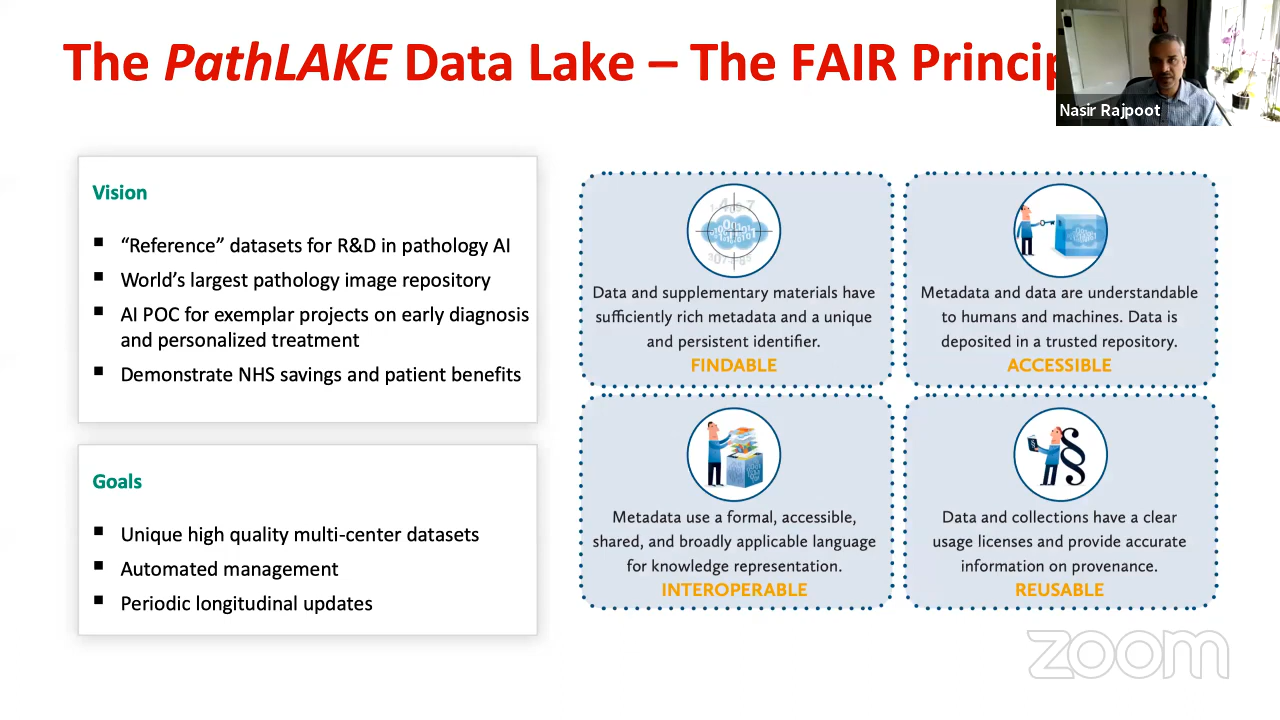 The PathLAKE Data Lake – The FAIR Princip
Nasir Rajpoot
Vision
“Reference” datasets for R&D in pathology AI
World’s largest pathology image repository
AI POC for exemplar projects on early diagnosis
and personalized treatment
Demonstrate NHS savings and patient benefits
Goals
Unique high quality multi-center datasets
Automated management
Periodic longitudinal updates
Data and supplementary materials have
sufficiently rich metadata and a unique
and persistent identifier.
FINDABLE
Metadata and data are understandable
to humans and machines. Data is
deposited in a trusted repository.
ACCESSIBLE
Metadata use a formal, accessible,
shared, and broadly applicable language
for knowledge representation.
INTEROPERABLE
§
Data and collections have a clear
usage licenses and provide accurate
information on provenance.
REUSABLE
zoom